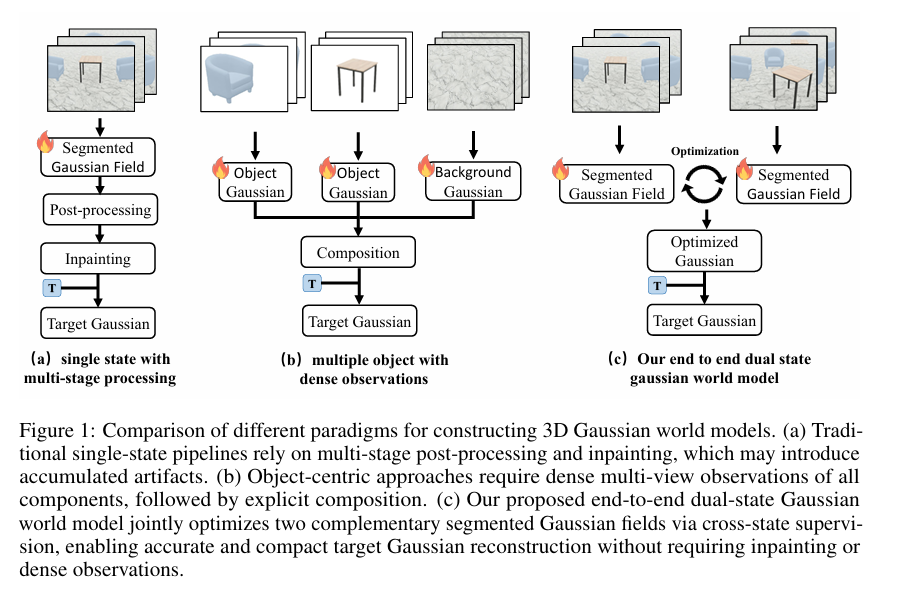 Segmented
Gaussian Field
Post-processing
Inpainting
T
Target Gaussian
(a) single state with
multi-stage processing
Object
Gaussian
Object
Gaussian
Background
Gaussian
Composition
T
Target Gaussian
(b) multiple object with
dense observations
Optimization
Segmented
Gaussian Field
Segmented
Gaussian Field
Optimized
Gaussian
T
Target Gaussian
(c) Our end to end dual state
gaussian world model
Figure 1: Comparison of different paradigms for constructing 3D Gaussian world models. (a) Tradi-
tional single-state pipelines rely on multi-stage post-processing and inpainting, which may introduce
accumulated artifacts. (b) Object-centric approaches require dense multi-view observations of all
components, followed by explicit composition. (c) Our proposed end-to-end dual-state Gaussian
world model jointly optimizes two complementary segmented Gaussian fields via cross-state supervi-
sion, enabling accurate and compact target Gaussian reconstruction without requiring inpainting or
dense observations.